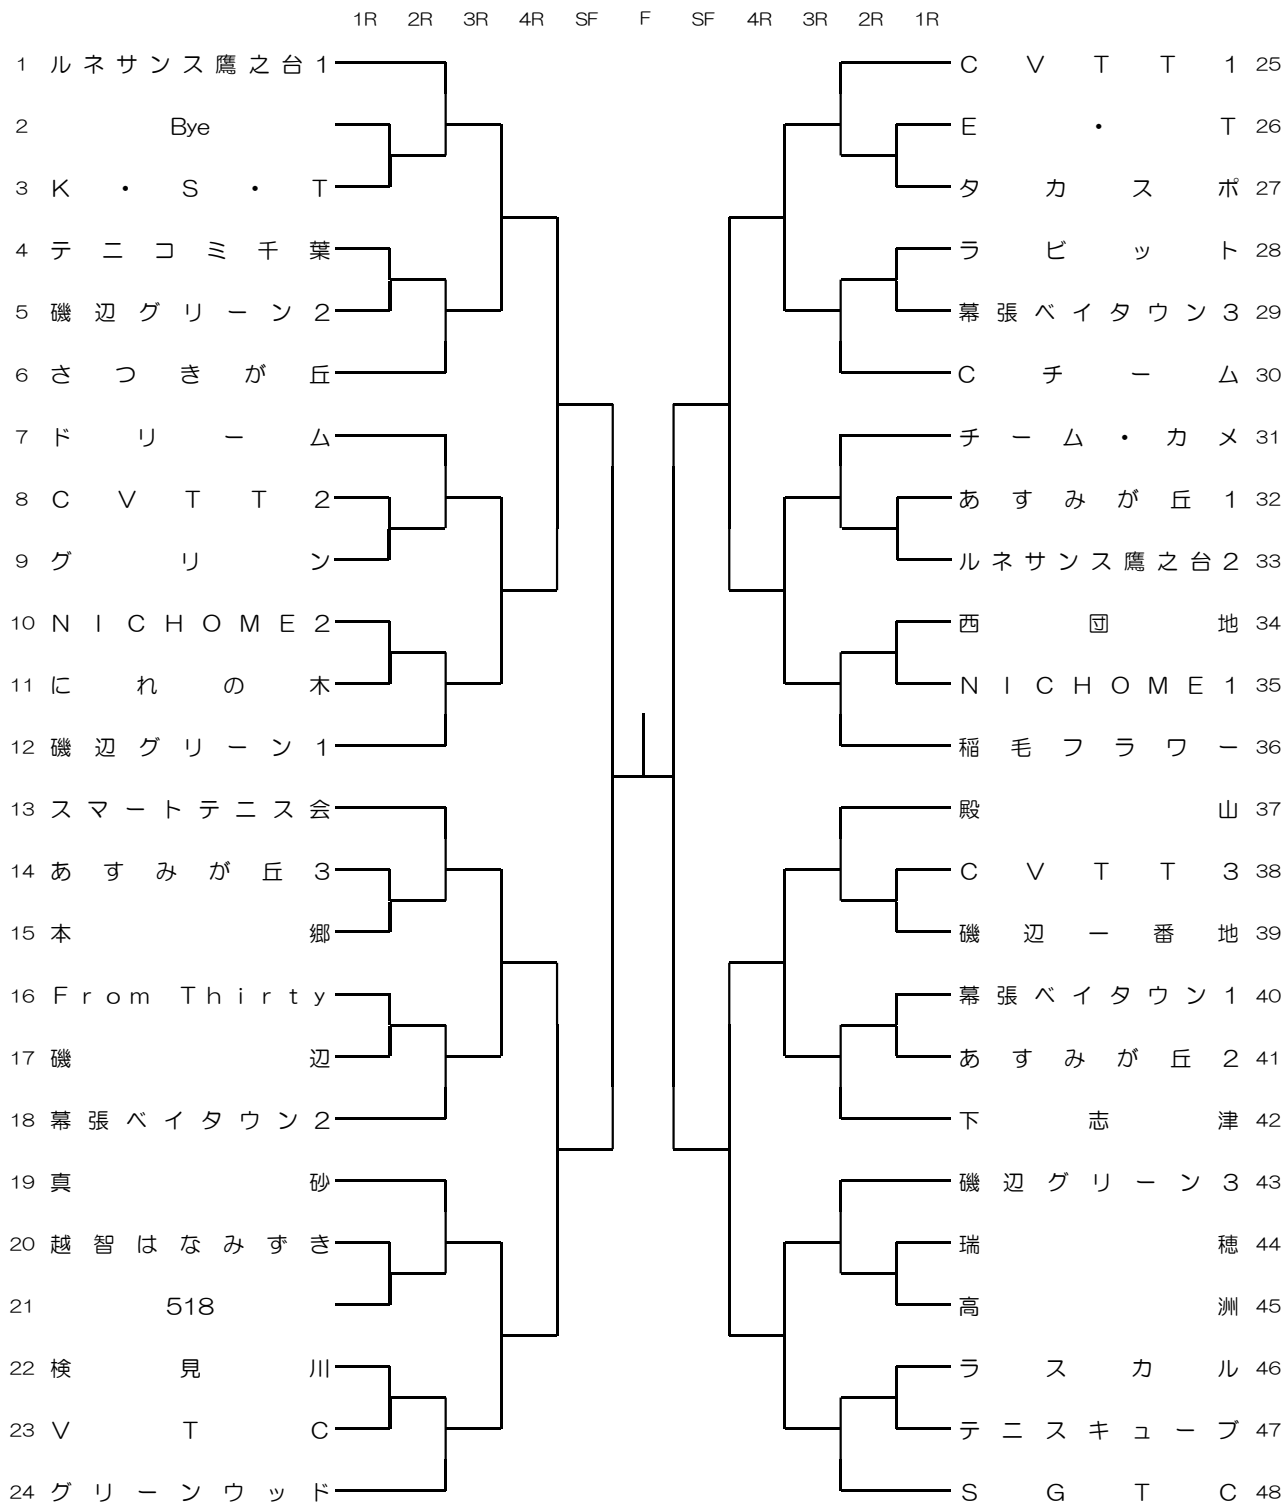 1R 2R 3R 4R SF F SF 4R 3R 2R 1R
1 ルネサンス鷹之台1 CVTT1 25
2 Bye E・T 26
3 K・S・T タカスポ 27
4 テニコミ千葉 ラビット 28
5 磯辺グリーン2 幕張ベイタウン3 29
6 さつきが丘 Cチーム 30
7 ドリーム チーム・カメ 31
8 CVTT2 あすみが丘1 32
9 グリン ルネサンス鷹之台2 33
10 NICHOME2 西団地 34
11 にれの木 NICHOME1 35
12 磯辺グリーン1 稲毛フラワー 36
13 スマートテニス会 殿山 37
14 あすみが丘3 CVTT3 38
15 本郷 磯辺一番地 39
16 From Thirty 幕張ベイタウン1 40
17 磯辺 あすみが丘2 41
18 幕張ベイタウン2 下志津 42
19 真砂 磯辺グリーン3 43
20 越智はなみずき 瑞穂 44
21 518 高洲 45
22 検見川 ラスカル 46
23 VTC テニスキューブ 47
24 グリーンウッド SGTC 48